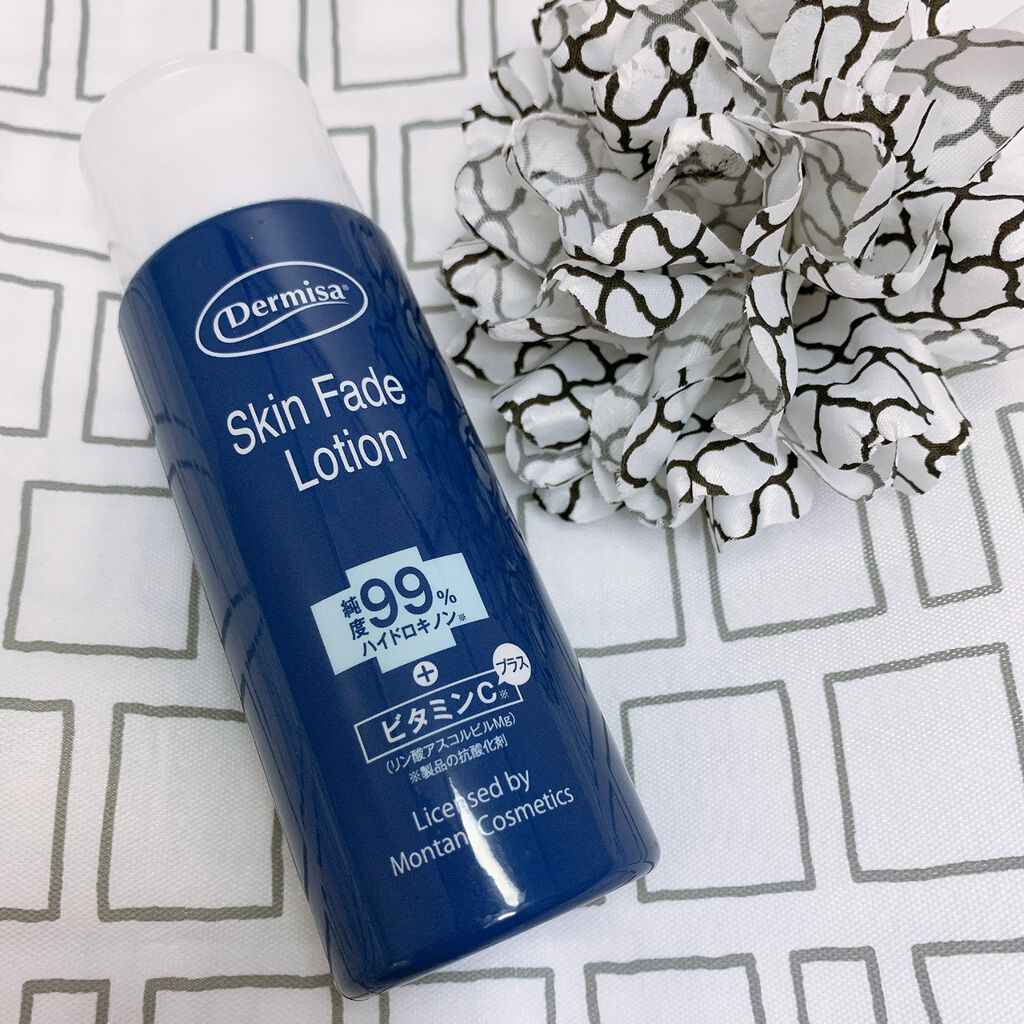 Dermisa®
Skin Fade
Lotion
純度99%
ハイドロキノン※
+
ビタミンC※プラス
(リン酸アスコルビルMg)
※製品の抗酸化剤
Licensed by
Montana Cosmetics